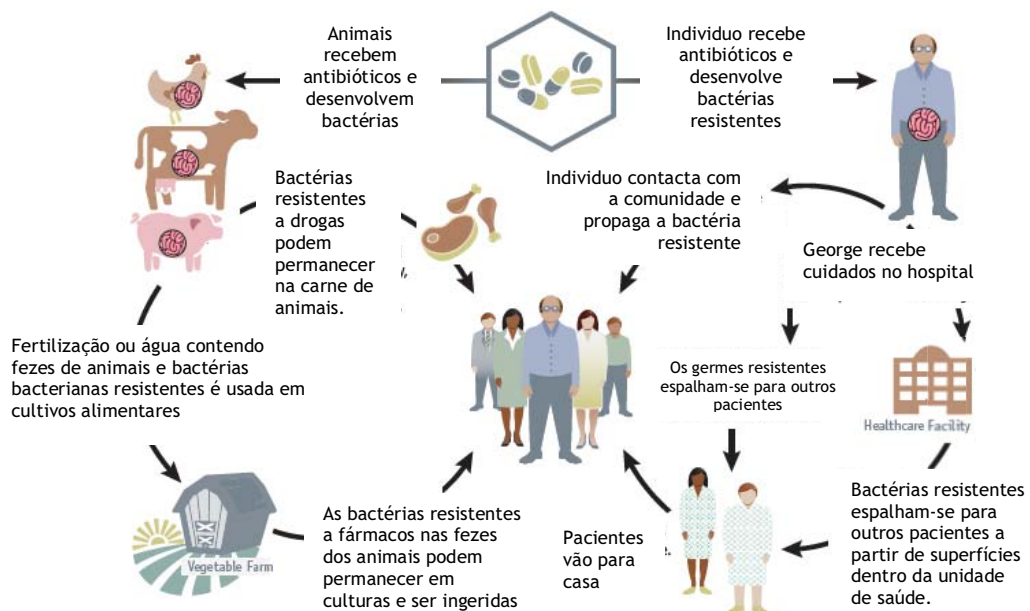 Animais
recebem
antibióticos e
desenvolvem
bactérias
Individuo recebe
antibióticos e
desenvolve
bactérias
resistentes
Bactérias
resistentes
a drogas
podem
permanecer
na carne de
animais.
Individuo contacta com
a comunidade e
propaga a bactéria
resistente
George recebe
cuidados no hospital
Fertilização ou água contendo
fezes de animais e bactérias
bacterianas resistentes é usada em
cultivos alimentares
Os germes resistentes
espalham-se para outros
pacientes
Healthcare Facility
Vegetable Farm
As bactérias resistentes
a fármacos nas fezes
dos animais podem
permanecer em
culturas e ser ingeridas
Pacientes
vão para
casa
Bactérias resistentes
espalham-se para
outros pacientes a
partir de superfícies
dentro da unidade
de saúde.